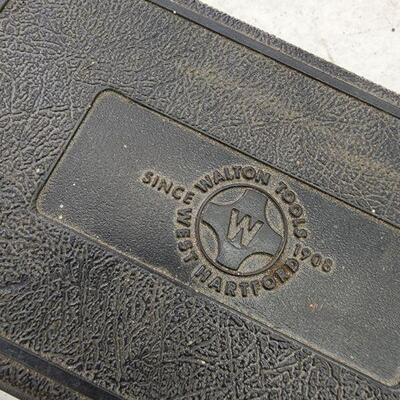 SINCE 1908
WALTON TOOLS
WEST HARTFORD
W